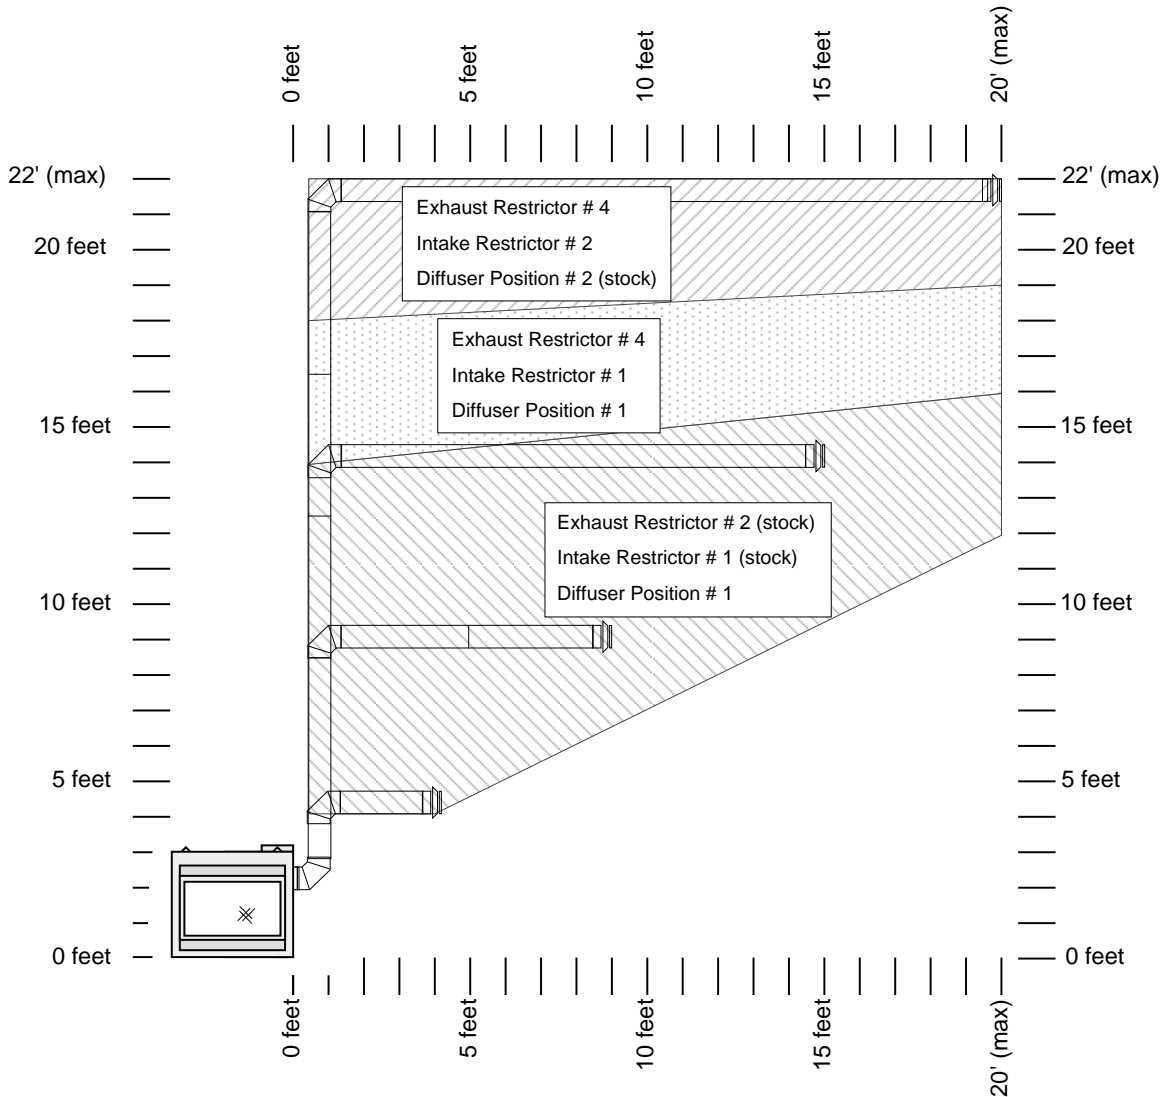 0 feet
5 feet
10 feet
15 feet
20' (max)
22' (max)
22' (max)
Exhaust Restrictor # 4
Intake Restrictor # 2
Diffuser Position # 2 (stock)
20 feet
20 feet
Exhaust Restrictor # 4
Intake Restrictor # 1
Diffuser Position # 1
15 feet
15 feet
Exhaust Restrictor # 2 (stock)
Intake Restrictor # 1 (stock)
Diffuser Position # 1
10 feet
10 feet
5 feet
5 feet
0 feet
0 feet
0 feet
5 feet
10 feet
15 feet
20' (max)